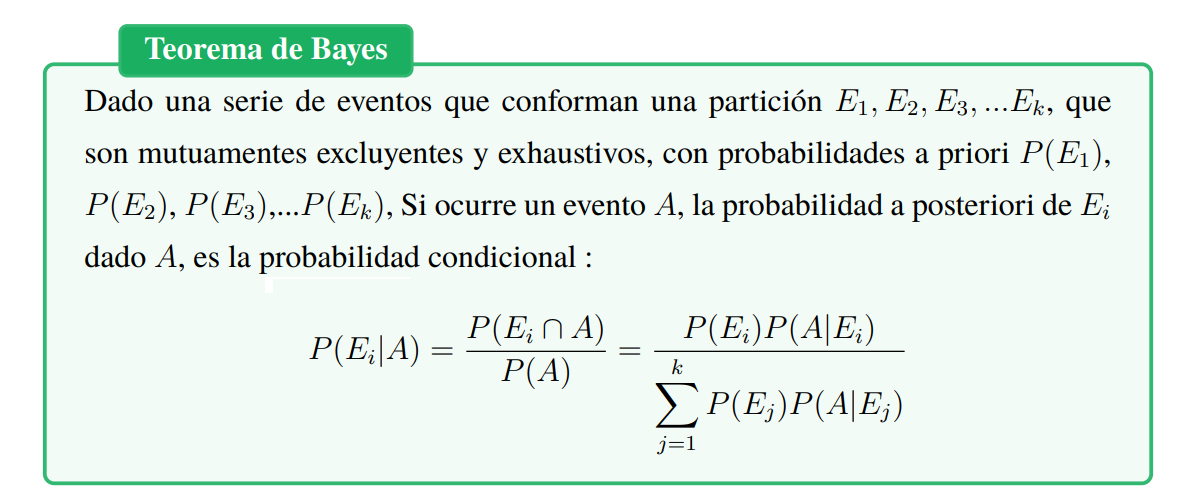 Teorema de Bayes
Dado una serie de eventos que conforman una partición $E_1, E_2, E_3, ...E_k$, que
son mutuamentes excluyentes y exhaustivos, con probabilidades a priori $P(E_1)$,
$P(E_2)$, $P(E_3)$,...$P(E_k)$, Si ocurre un evento $A$, la probabilidad a posteriori de $E_i$
dado $A$, es la probabilidad condicional :
$P(E_i|A) = \frac{P(E_i \cap A)}{P(A)} = \frac{P(E_i)P(A|E_i)}{\sum_{j=1}^{k} P(E_j)P(A|E_j)}$